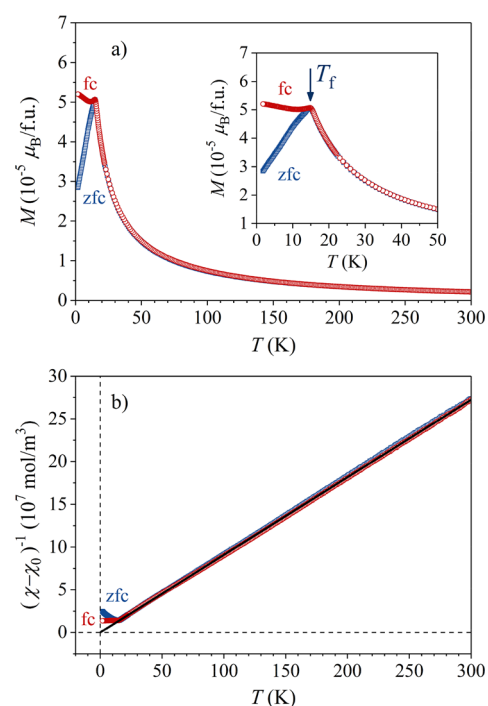 a)
M (10⁻⁵ μB/f.u.)
5
4
3
2
1
0
fc
zfc
0 50 100 150 200 250 300
T (K)
M (10⁻⁵ μB/f.u.)
7
6
5
4
3
2
1
fc
Tf
zfc
0 10 20 30 40 50
T (K)
b)
(χ−χ₀)⁻¹ (10⁷ mol/m³)
30
25
20
15
10
5
0
zfc
fc
0 50 100 150 200 250 300
T (K)